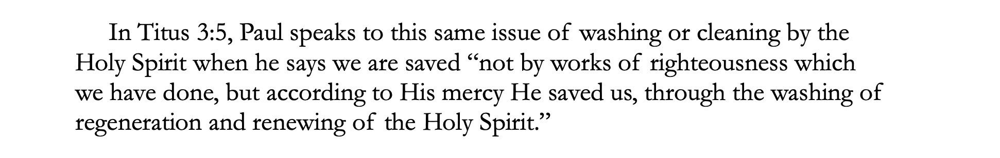 In Titus 3:5, Paul speaks to this same issue of washing or cleaning by the
Holy Spirit when he says we are saved “not by works of righteousness which
we have done, but according to His mercy He saved us, through the washing of
regeneration and renewing of the Holy Spirit.”